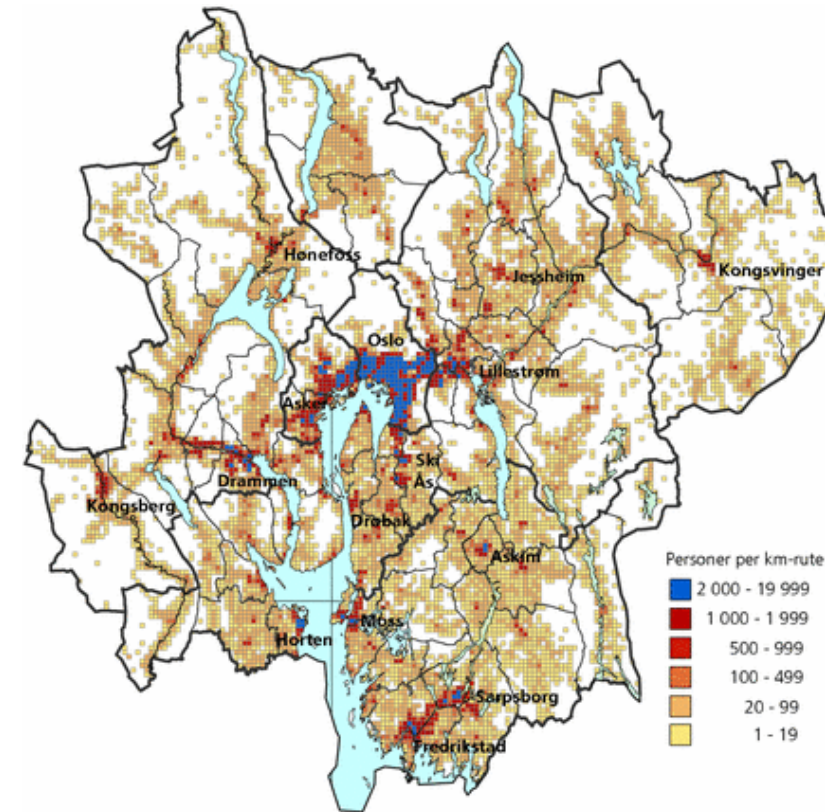 Hønefoss
Jessheim
Kongsvinger
Oslo
Lillestrøm
Asker
Ski
Ås
Drammen
Kongsberg
Drøbak
Askim
Personer per km-rute
2 000 - 19 999
1 000 - 1 999
500 - 999
100 - 499
20 - 99
1 - 19
Moss
Horten
Sarpsborg
Fredrikstad